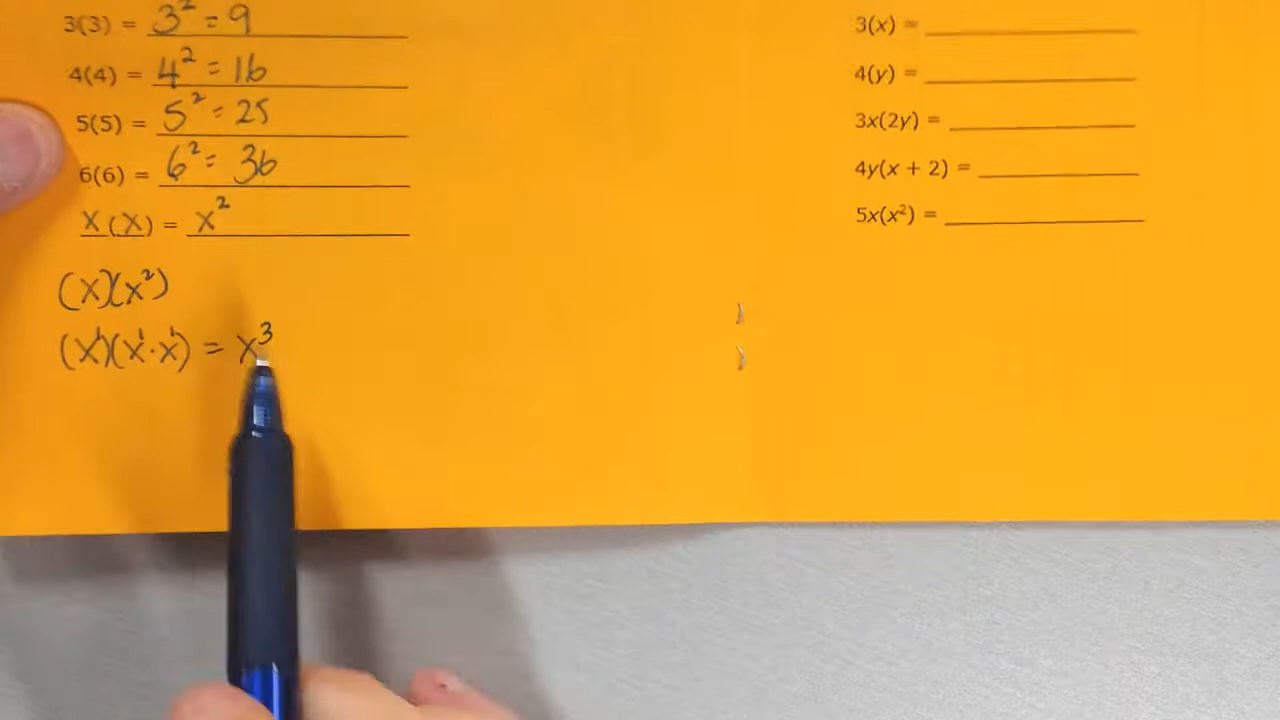 3(3) = 3² = 9
4(4) = 4² = 16
5(5) = 5² = 25
6(6) = 6² = 36
x (x) = x²
(x)(x²)
(x¹)(x¹·x¹) = x³
3(x) = 
4(y) =
3x(2y) =
4y(x + 2) =
5x(x²) =